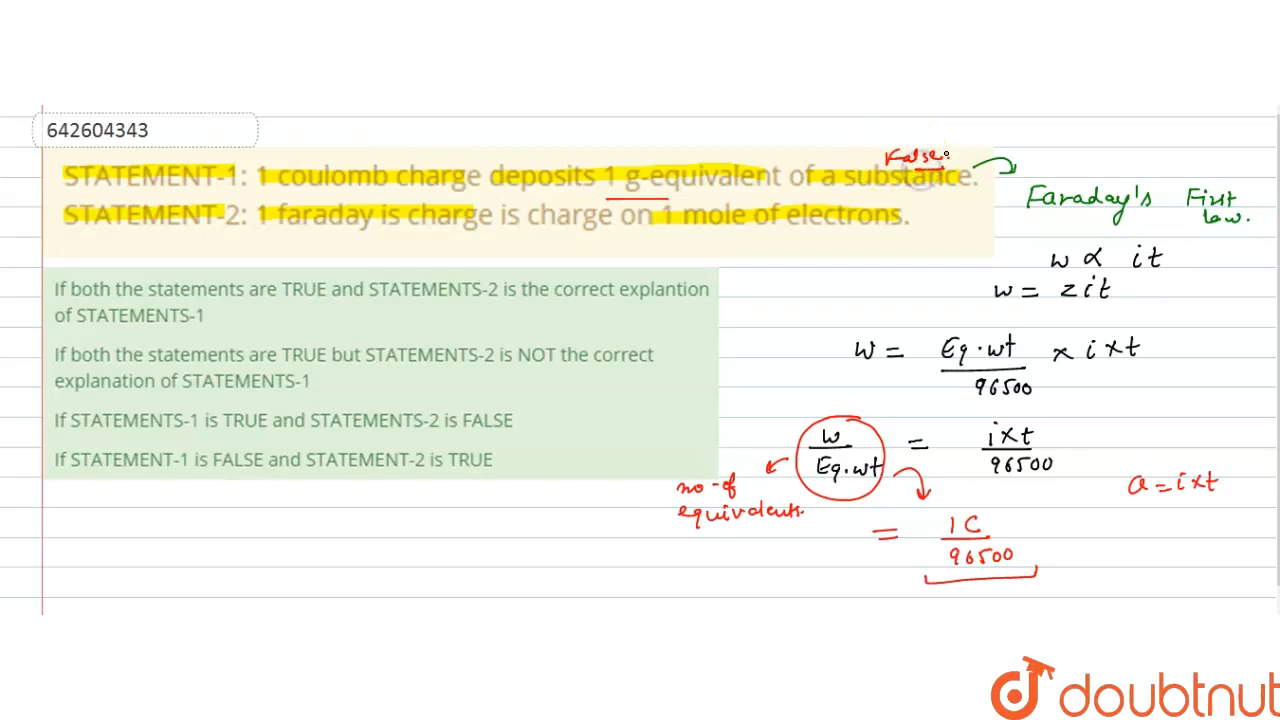 642604343
STATEMENT-1: 1 coulomb charge deposits 1 g-equivalent of a substance.
STATEMENT-2: 1 faraday is charge is charge on 1 mole of electrons.
False
Faraday's First law.
w ∝ it
w = zit
If both the statements are TRUE and STATEMENTS-2 is the correct explantion
of STATEMENTS-1
If both the statements are TRUE but STATEMENTS-2 is NOT the correct
explanation of STATEMENTS-1
If STATEMENTS-1 is TRUE and STATEMENTS-2 is FALSE
If STATEMENT-1 is FALSE and STATEMENT-2 is TRUE
W = Eq.wt × i × t
96500
w = i×t
Eq.wt 96500
no-of
equivalents.
Q = i×t
= 1C
96500
doubtnut